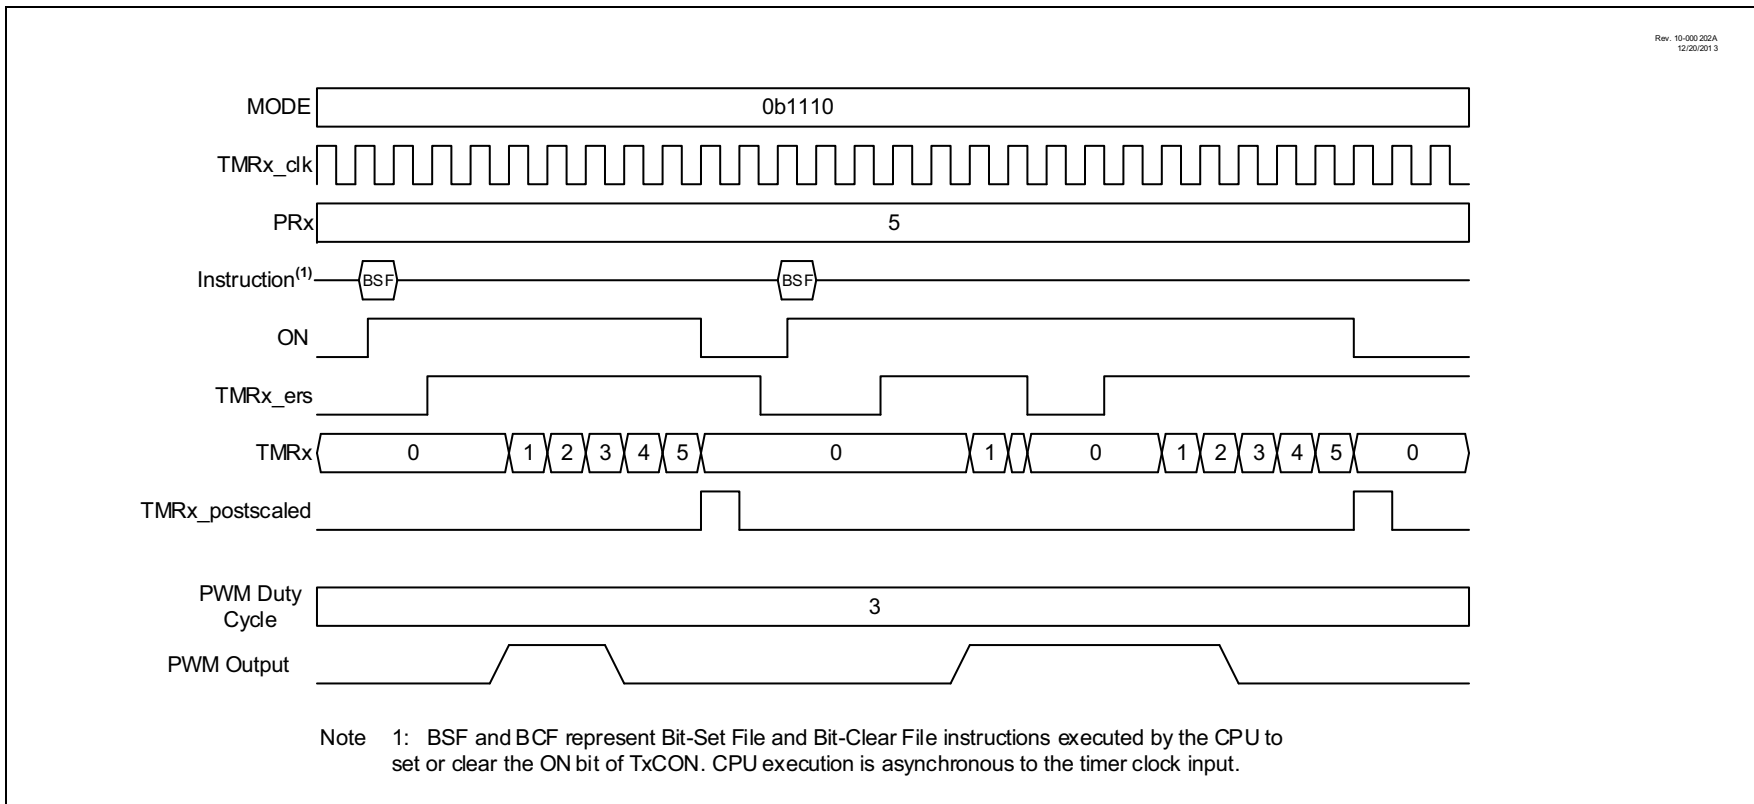 Rev. 10-000 202A
12/20/201 3
MODE 0b1110
TMRx_clk
PRx 5
Instruction(1) BSF BSF
ON
TMRx_ers
TMRx 0 1 2 3 4 5 0 1 0 1 2 3 4 5 0
TMRx_postscaled
PWM Duty
Cycle 3
PWM Output
Note 1: BSF and BCF represent Bit-Set File and Bit-Clear File instructions executed by the CPU to
set or clear the ON bit of TxCON. CPU execution is asynchronous to the timer clock input.